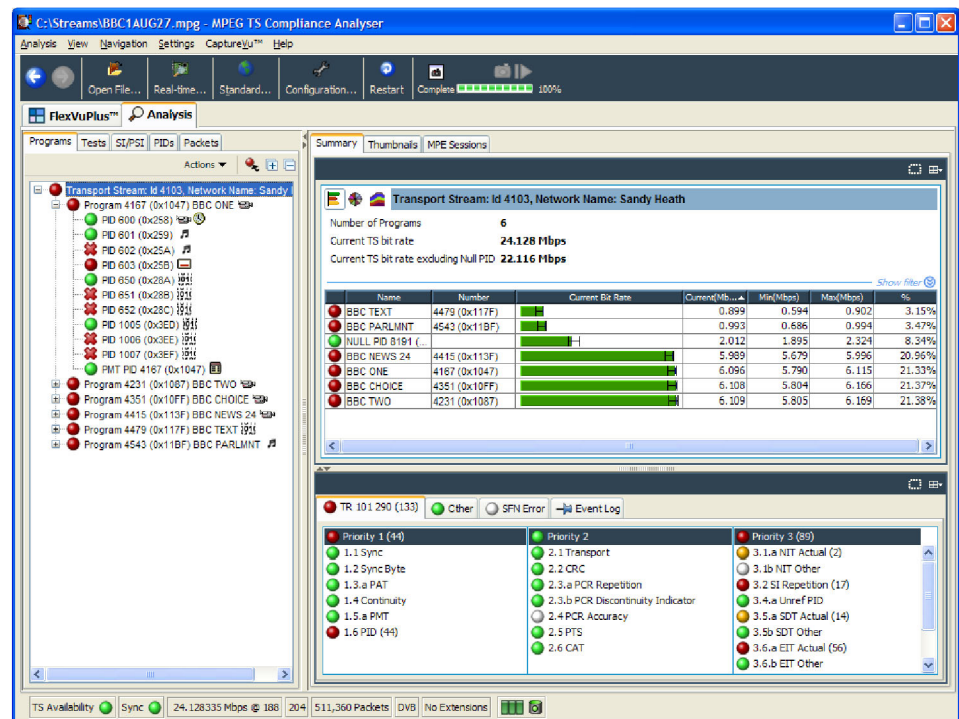 C:\Streams\BBC1AUG27.mpg - MPEG TS Compliance Analyser
Analysis View Navigation Settings CaptureVu™ Help
Open File... Real-time... Standard... Configuration... Restart Complete 100%
FlexVuPlus™ Analysis
Programs Tests SI/PSI PIDs Packets
Actions
Transport Stream: Id 4103, Network Name: Sandy
Program 4167 (0x1047) BBC ONE
PID 600 (0x258)
PID 601 (0x259)
PID 602 (0x25A)
PID 603 (0x25B)
PID 650 (0x28A)
PID 651 (0x28B)
PID 652 (0x28C)
PID 1005 (0x3ED)
PID 1006 (0x3EE)
PID 1007 (0x3EF)
PMT PID 4167 (0x1047)
Program 4231 (0x1087) BBC TWO
Program 4351 (0x10FF) BBC CHOICE
Program 4415 (0x113F) BBC NEWS 24
Program 4479 (0x117F) BBC TEXT
Program 4543 (0x11BF) BBC PARLMNT
Summary Thumbnails MPE Sessions
Transport Stream: Id 4103, Network Name: Sandy Heath
Number of Programs 6
Current TS bit rate 24.128 Mbps
Current TS bit rate excluding Null PID 22.116 Mbps
Show filter
Name Number Current Bit Rate Current(Mb... Min(Mbps) Max(Mbps) %
BBC TEXT 4479 (0x117F) 0.899 0.594 0.902 3.15%
BBC PARLMNT 4543 (0x11BF) 0.993 0.686 0.994 3.47%
NULL PID 8191 (... 2.012 1.895 2.324 8.34%
BBC NEWS 24 4415 (0x113F) 5.989 5.679 5.996 20.96%
BBC ONE 4167 (0x1047) 6.096 5.790 6.115 21.33%
BBC CHOICE 4351 (0x10FF) 6.108 5.804 6.166 21.37%
BBC TWO 4231 (0x1087) 6.109 5.805 6.169 21.38%
TR 101 290 (133) Other SFN Error Event Log
Priority 1 (44)
1.1 Sync
1.2 Sync Byte
1.3.a PAT
1.4 Continuity
1.5.a PMT
1.6 PID (44)
Priority 2
2.1 Transport
2.2 CRC
2.3.a PCR Repetition
2.3.b PCR Discontinuity Indicator
2.4 PCR Accuracy
2.5 PTS
2.6 CAT
Priority 3 (89)
3.1.a NIT Actual (2)
3.1b NIT Other
3.2 SI Repetition (17)
3.4.a Unref PID
3.5.a SDT Actual (14)
3.5b SDT Other
3.6.a EIT Actual (56)
3.6.b EIT Other
TS Availability Sync 24.128335 Mbps @ 188 204 511,360 Packets DVB No Extensions